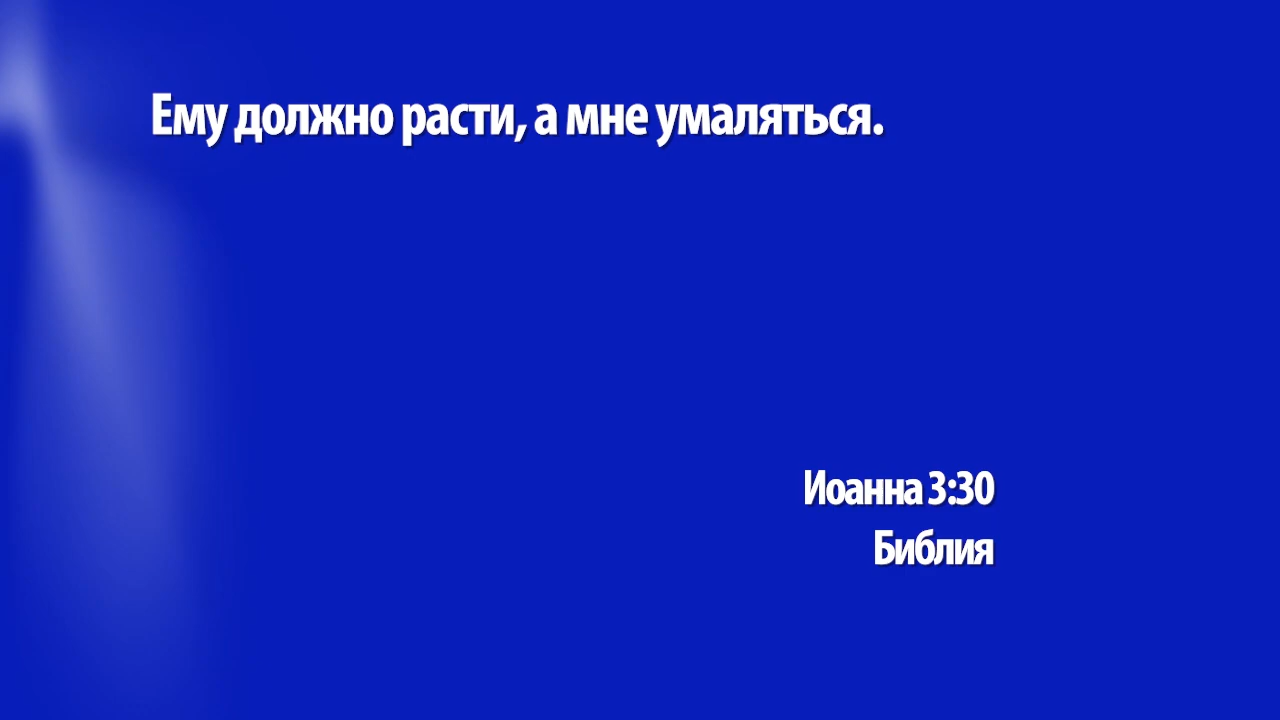 Ему должно расти, а мне умаляться.
Иоанна 3:30
Библия